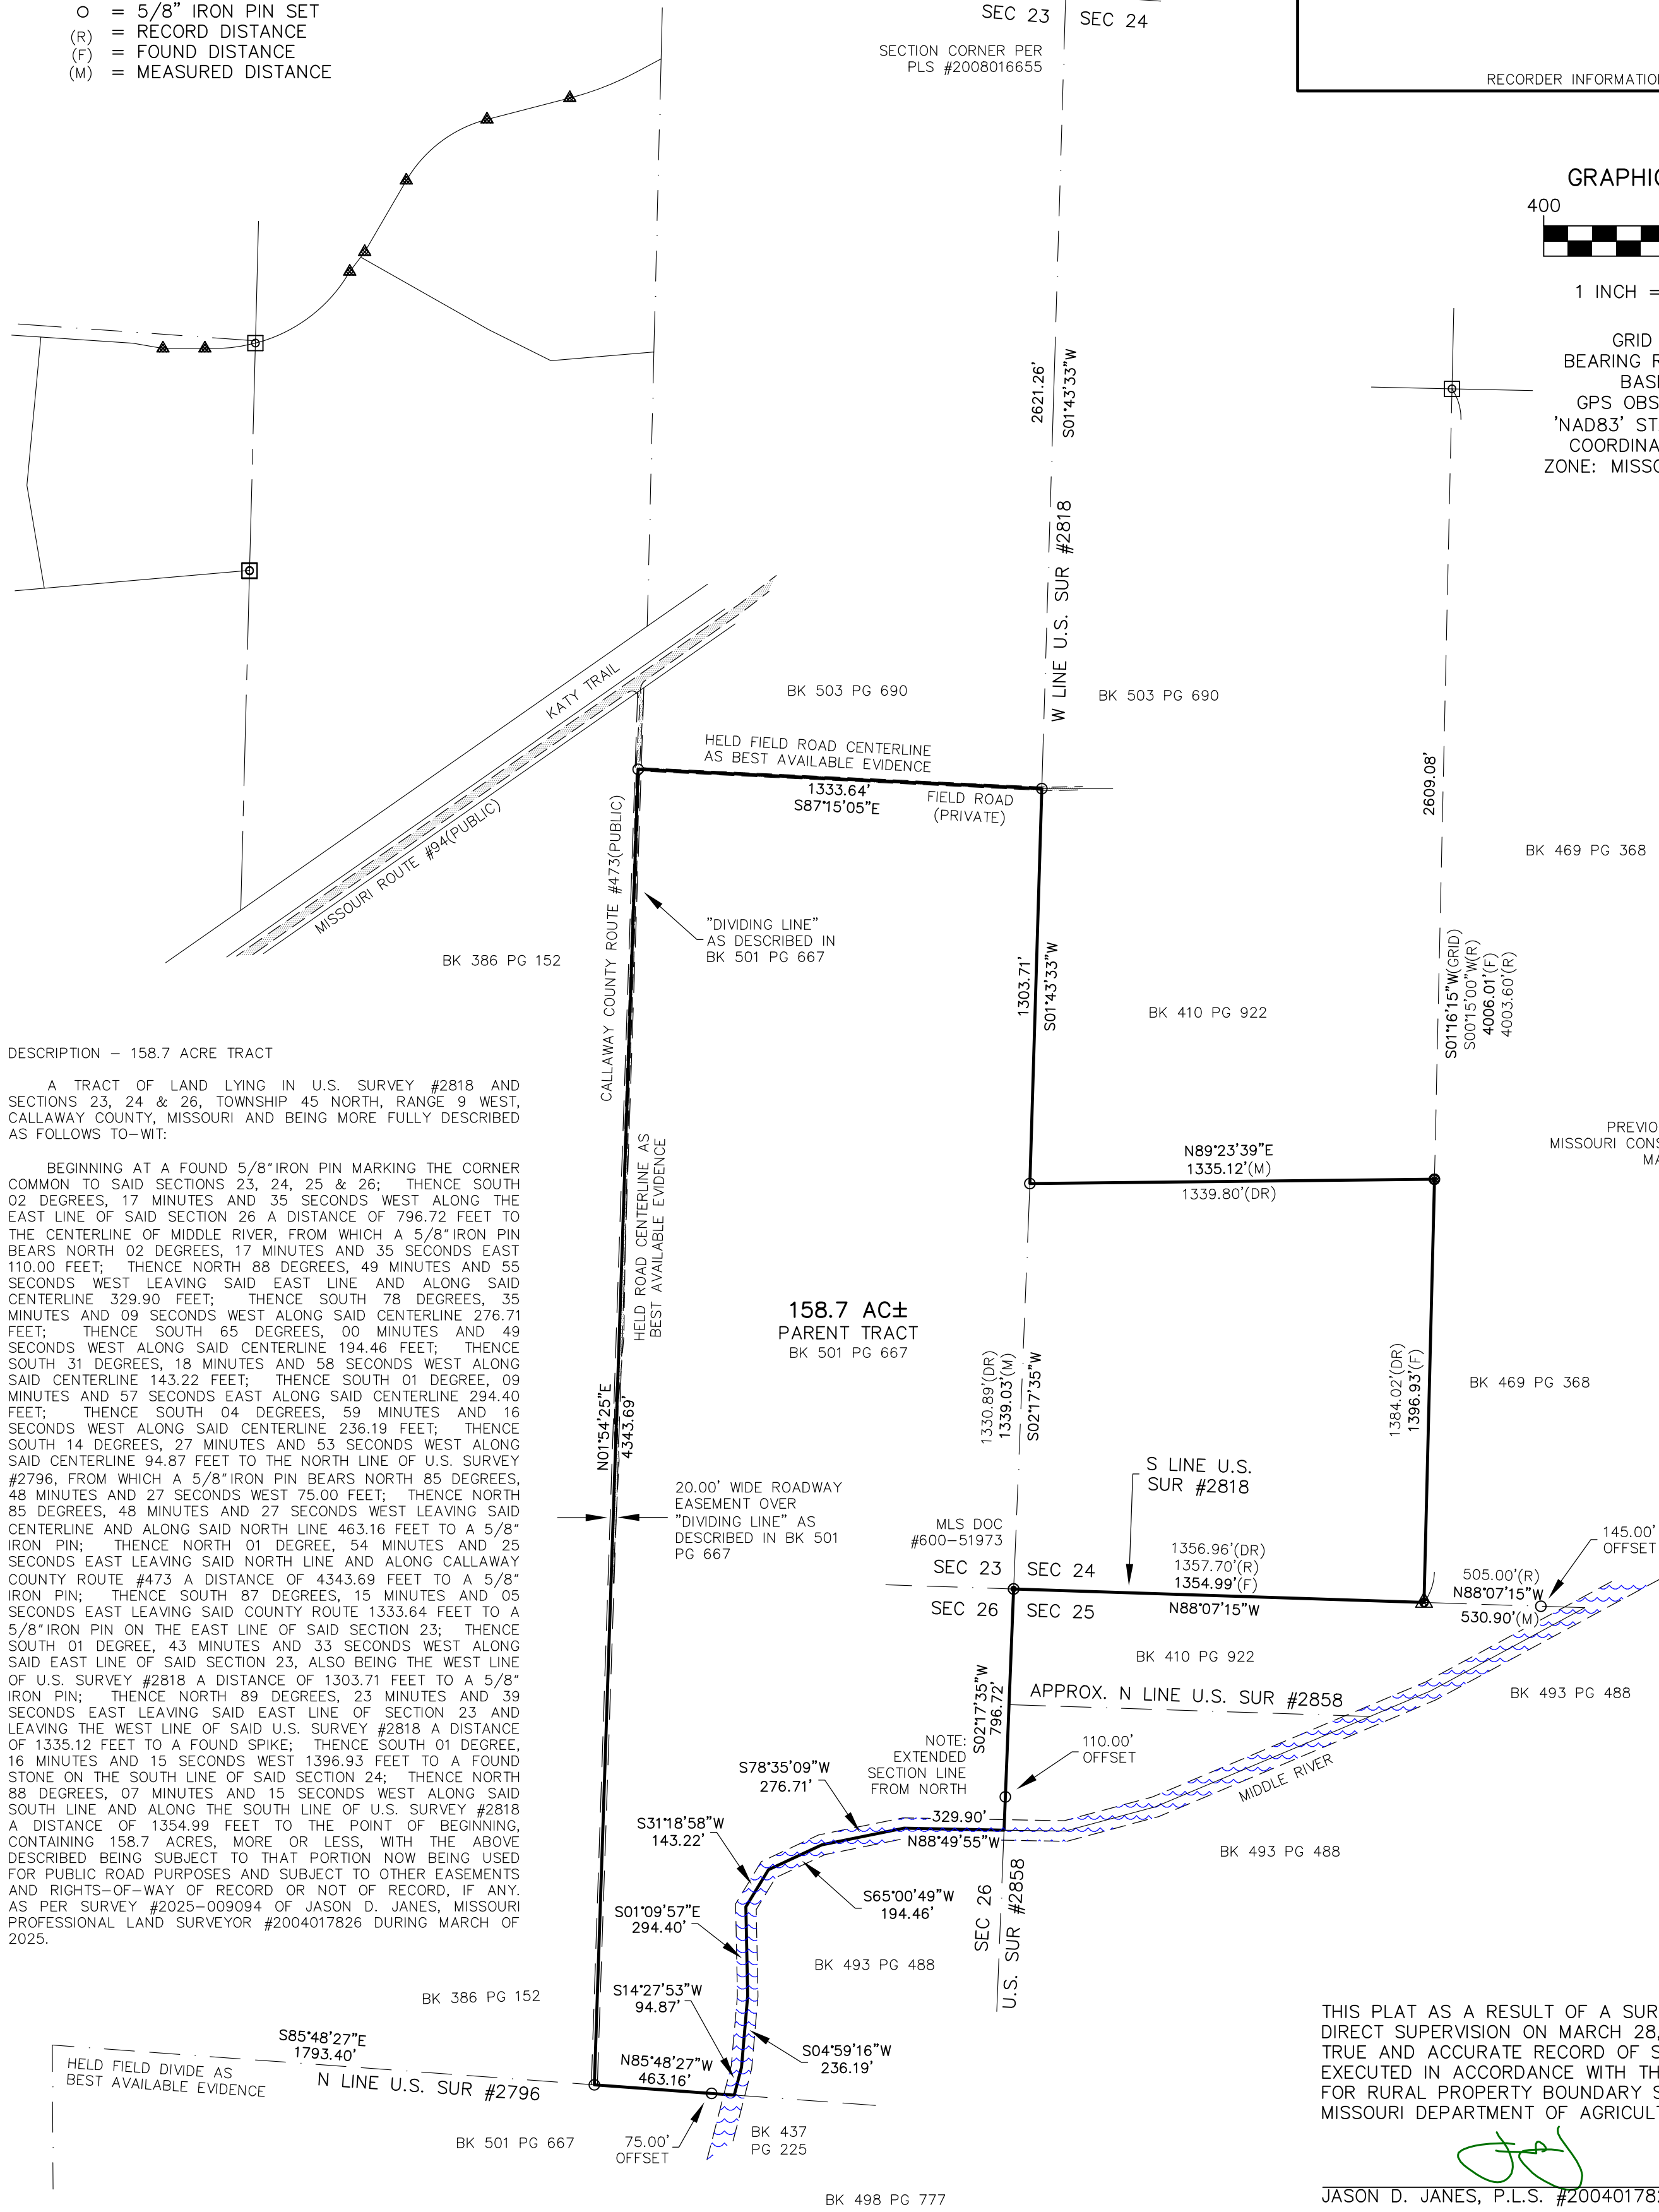 O = 5/8" IRON PIN SET
(R) = RECORD DISTANCE
(F) = FOUND DISTANCE
(M) = MEASURED DISTANCE
SEC 23
SEC 24
SECTION CORNER PER
PLS #2008016655
GRAPHIC
400
1 INCH =
GRID
BEARING
GPS
'NAD83'
ZONE:
2621.26'
S01°43'33"W
W LINE U.S. SUR #2818
KATY TRAIL
MISSOURI ROUTE #94(PUBLIC)
BK 503 PG 690
BK 503 PG 690
HELD FIELD ROAD CENTERLINE
AS BEST AVAILABLE EVIDENCE
1333.64'
S87°15'05"E
FIELD ROAD
(PRIVATE)
2609.08'
BK 469 PG 368
CALLAWAY COUNTY ROUTE #473(PUBLIC)
"DIVIDING LINE"
AS DESCRIBED IN
BK 501 PG 667
BK 386 PG 152
1303.71'
S01°43'33"W
BK 410 PG 922
S01°16'15"W(GRID)
S00°15'00"W(R)
4006.01'(F)
4003.60'(R)
DESCRIPTION – 158.7 ACRE TRACT
A TRACT OF LAND LYING IN U.S. SURVEY #2818 AND
SECTIONS 23, 24 & 26, TOWNSHIP 45 NORTH, RANGE 9 WEST,
CALLAWAY COUNTY, MISSOURI AND BEING MORE FULLY DESCRIBED
AS FOLLOWS TO–WIT:
BEGINNING AT A FOUND 5/8" IRON PIN MARKING THE CORNER
COMMON TO SAID SECTIONS 23, 24, 25 & 26; THENCE SOUTH
02 DEGREES, 17 MINUTES AND 35 SECONDS WEST ALONG THE
EAST LINE OF SAID SECTION 26 A DISTANCE OF 796.72 FEET TO
THE CENTERLINE OF MIDDLE RIVER, FROM WHICH A 5/8" IRON PIN
BEARS NORTH 02 DEGREES, 17 MINUTES AND 35 SECONDS EAST
110.00 FEET; THENCE NORTH 88 DEGREES, 49 MINUTES AND 55
SECONDS WEST LEAVING SAID EAST LINE AND ALONG SAID
CENTERLINE 329.90 FEET; THENCE SOUTH 78 DEGREES, 35
MINUTES AND 09 SECONDS WEST ALONG SAID CENTERLINE 276.71
FEET; THENCE SOUTH 65 DEGREES, 00 MINUTES AND 49
SECONDS WEST ALONG SAID CENTERLINE 194.46 FEET; THENCE
SOUTH 31 DEGREES, 18 MINUTES AND 58 SECONDS WEST ALONG
SAID CENTERLINE 143.22 FEET; THENCE SOUTH 01 DEGREE, 09
MINUTES AND 57 SECONDS EAST ALONG SAID CENTERLINE 294.40
FEET; THENCE SOUTH 04 DEGREES, 59 MINUTES AND 16
SECONDS WEST ALONG SAID CENTERLINE 236.19 FEET; THENCE
SOUTH 14 DEGREES, 27 MINUTES AND 53 SECONDS WEST ALONG
SAID CENTERLINE 94.87 FEET TO THE NORTH LINE OF U.S. SURVEY
#2796, FROM WHICH A 5/8" IRON PIN BEARS NORTH 85 DEGREES,
48 MINUTES AND 27 SECONDS WEST 75.00 FEET; THENCE NORTH
85 DEGREES, 48 MINUTES AND 27 SECONDS WEST LEAVING SAID
CENTERLINE AND ALONG SAID NORTH LINE 463.16 FEET TO A 5/8"
IRON PIN; THENCE NORTH 01 DEGREE, 54 MINUTES AND 25
SECONDS EAST LEAVING SAID NORTH LINE AND ALONG CALLAWAY
COUNTY ROUTE #473 A DISTANCE OF 4343.69 FEET TO A 5/8"
IRON PIN; THENCE SOUTH 87 DEGREES, 15 MINUTES AND 05
SECONDS EAST LEAVING SAID COUNTY ROUTE 1333.64 FEET TO A
5/8" IRON PIN ON THE EAST LINE OF SAID SECTION 23; THENCE
SOUTH 01 DEGREE, 43 MINUTES AND 33 SECONDS WEST ALONG
SAID EAST LINE OF SAID SECTION 23, ALSO BEING THE WEST LINE
OF U.S. SURVEY #2818 A DISTANCE OF 1303.71 FEET TO A 5/8"
IRON PIN; THENCE NORTH 89 DEGREES, 23 MINUTES AND 39
SECONDS EAST LEAVING SAID EAST LINE OF SECTION 23 AND
LEAVING THE WEST LINE OF SAID U.S. SURVEY #2818 A DISTANCE
OF 1335.12 FEET TO A FOUND SPIKE; THENCE SOUTH 01 DEGREE,
16 MINUTES AND 15 SECONDS WEST 1396.93 FEET TO A FOUND
STONE ON THE SOUTH LINE OF SAID SECTION 24; THENCE NORTH
88 DEGREES, 07 MINUTES AND 15 SECONDS WEST ALONG SAID
SOUTH LINE AND ALONG THE SOUTH LINE OF U.S. SURVEY #2818
A DISTANCE OF 1354.99 FEET TO THE POINT OF BEGINNING,
CONTAINING 158.7 ACRES, MORE OR LESS, WITH THE ABOVE
DESCRIBED BEING SUBJECT TO THAT PORTION NOW BEING USED
FOR PUBLIC ROAD PURPOSES AND SUBJECT TO OTHER EASEMENTS
AND RIGHTS–OF–WAY OF RECORD OR NOT OF RECORD, IF ANY.
AS PER SURVEY #2025–009094 OF JASON D. JANES, MISSOURI
PROFESSIONAL LAND SURVEYOR #2004017826 DURING MARCH OF
2025.
HELD ROAD CENTERLINE AS
BEST AVAILABLE EVIDENCE
N89°23'39"E
1335.12'(M)
1339.80'(DR)
158.7 AC±
PARENT TRACT
BK 501 PG 667
1330.89'(DR)
1339.03'(M)
S02°17'35"W
1384.02'(DR)
1396.93'(F)
BK 469 PG 368
N01°54'25"E
4343.69'
20.00' WIDE ROADWAY
EASEMENT OVER
"DIVIDING LINE" AS
DESCRIBED IN BK 501
PG 667
S LINE U.S.
SUR #2818
MLS DOC
#600–51973
SEC 23
SEC 24
SEC 26
SEC 25
1356.96'(DR)
1357.70'(R)
1354.99'(F)
N88°07'15"W
145.00'
OFFSET
505.00'(R)
N88°07'15"W
530.90'(M)
BK 410 PG 922
APPROX. N LINE U.S. SUR #2858
BK 493 PG 488
S02°17'35"W
796.72'
NOTE:
EXTENDED
SECTION LINE
FROM NORTH
110.00'
OFFSET
MIDDLE RIVER
S78°35'09"W
276.71'
329.90'
N88°49'55"W
S31°18'58"W
143.22'
S65°00'49"W
194.46'
BK 493 PG 488
S01°09'57"E
294.40'
SEC 26
U.S. SUR #2858
BK 493 PG 488
S14°27'53"W
94.87'
BK 386 PG 152
S85°48'27"E
1793.40'
HELD FIELD DIVIDE AS
BEST AVAILABLE EVIDENCE
N LINE U.S. SUR #2796
N85°48'27"W
463.16'
S04°59'16"W
236.19'
BK 501 PG 667
75.00'
OFFSET
BK 437
PG 225
BK 498 PG 777
RECORDER
THIS PLAT AS A RESULT OF A
DIRECT SUPERVISION ON MARCH 28,
TRUE AND ACCURATE RECORD OF
EXECUTED IN ACCORDANCE WITH
FOR RURAL PROPERTY BOUNDARY
MISSOURI DEPARTMENT OF
JASON D. JANES, P.L.S.